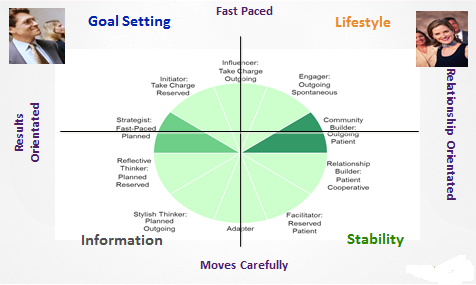 Fast Paced
Goal Setting
Lifestyle
Influencer:
Take Charge
Outgoing
Initiator:
Take Charge
Reserved
Engager:
Outgoing
Spontaneous
Strategist:
Fast-Paced
Planned
Community
Builder:
Outgoing
Patient
Results
Orientated
Relationship Orientated
Reflective
Thinker:
Planned
Reserved
Relationship
Builder:
Patient
Cooperative
Stylish Thinker:
Planned
Outgoing
Adapter
Facilitator:
Reserved
Patient
Information
Stability
Moves Carefully